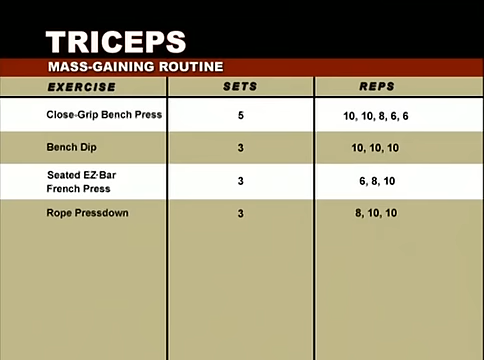 TRICEPS
MASS-GAINING ROUTINE
EXERCISE SETS REPS
Close-Grip Bench Press 5 10, 10, 8, 6, 6
Bench Dip 3 10, 10, 10
Seated EZ-Bar
French Press 3 6, 8, 10
Rope Pressdown 3 8, 10, 10